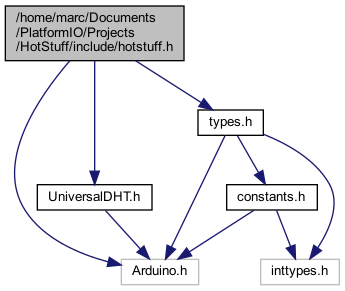 /home/marc/Documents
/PlatformIO/Projects
/HotStuff/include/hotstuff.h
types.h
UniversalDHT.h
constants.h
Arduino.h
inttypes.h